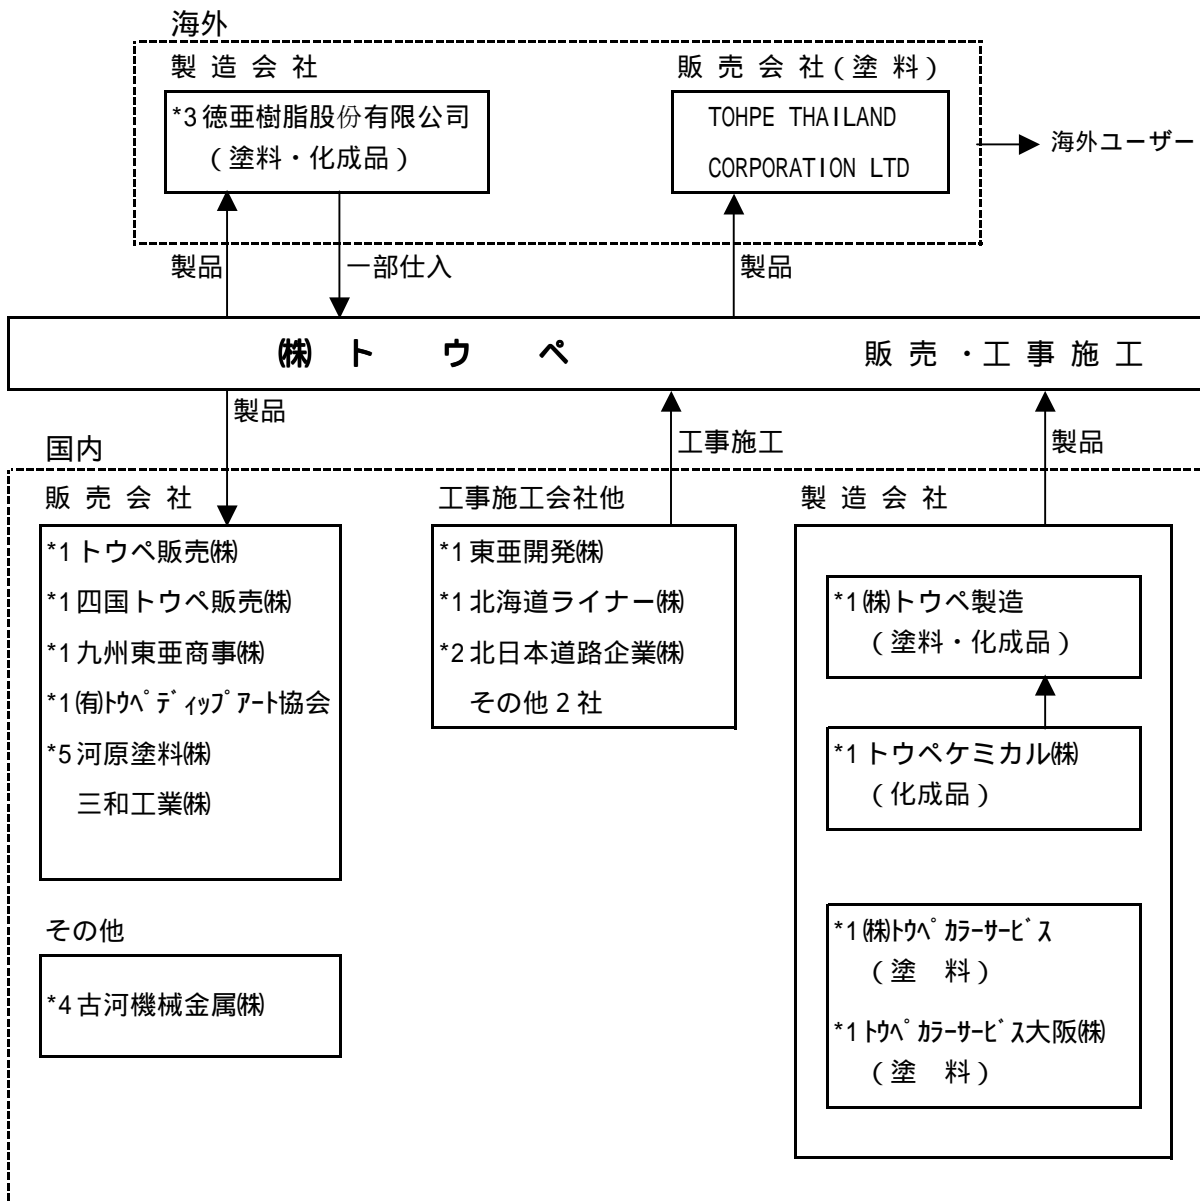 海外
製 造 会 社
*3 徳亜樹脂股份有限公司
（塗料・化成品）
販 売 会 社（塗 料）
TOHPE THAILAND
CORPORATION LTD
海外ユーザー
製品
一部仕入
製品
㈱ ト ウ ペ
販 売 ・工 事 施 工
製品
工事施工
製品
国内
販 売 会 社
*1 トウペ販売㈱
*1 四国トウペ販売㈱
*1 九州東亜商事㈱
*1 ㈲ﾄｳﾍﾟﾃﾞｨｯﾌﾟｱｰﾄ協会
*5 河原塗料㈱
三和工業㈱
その他
*4 古河機械金属㈱
工事施工会社他
*1 東亜開発㈱
*1 北海道ライナー㈱
*2 北日本道路企業㈱
その他 2 社
製 造 会 社
*1 ㈱トウペ製造
（塗料・化成品）
*1 トウペケミカル㈱
（化成品）
*1 ㈱ﾄｳﾍﾟｶﾗｰｻｰﾋﾞｽ
（塗　料）
*1 ﾄｳﾍﾟｶﾗｰｻｰﾋﾞｽ大阪㈱
（塗　料）